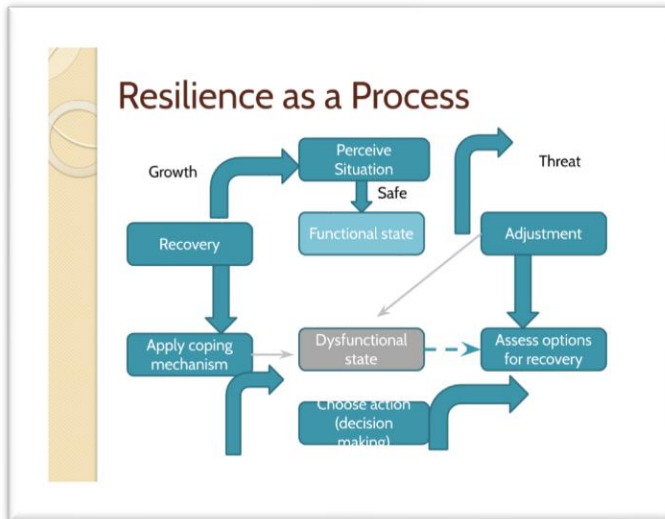 Resilience as a Process
Growth
Perceive
Situation
Threat
Safe
Recovery
Functional state
Adjustment
Apply coping
mechanism
Dysfunctional
state
Assess options
for recovery
Choose action
(decision
making)